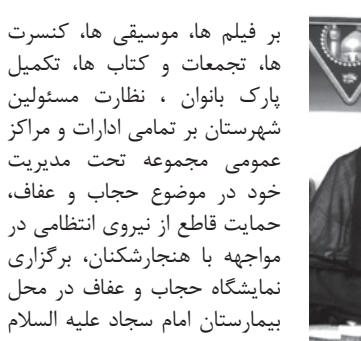 بر فیلم ها، موسیقی ها، کنسرت
ها، تجمعات و کتاب ها، تکمیل
پارک بانوان ، نظارت مسئولین
شهرستان بر تمامی ادارات و مراکز
عمومی مجموعه تحت مدیریت
خود در موضوع حجاب و عفاف،
حمایت قاطع از نیروی انتظامی در
مواجهه با هنجارشکنان، برگزاری
نمایشگاه حجاب و عفاف در محل
بیمارستان امام سجاد علیه السلام